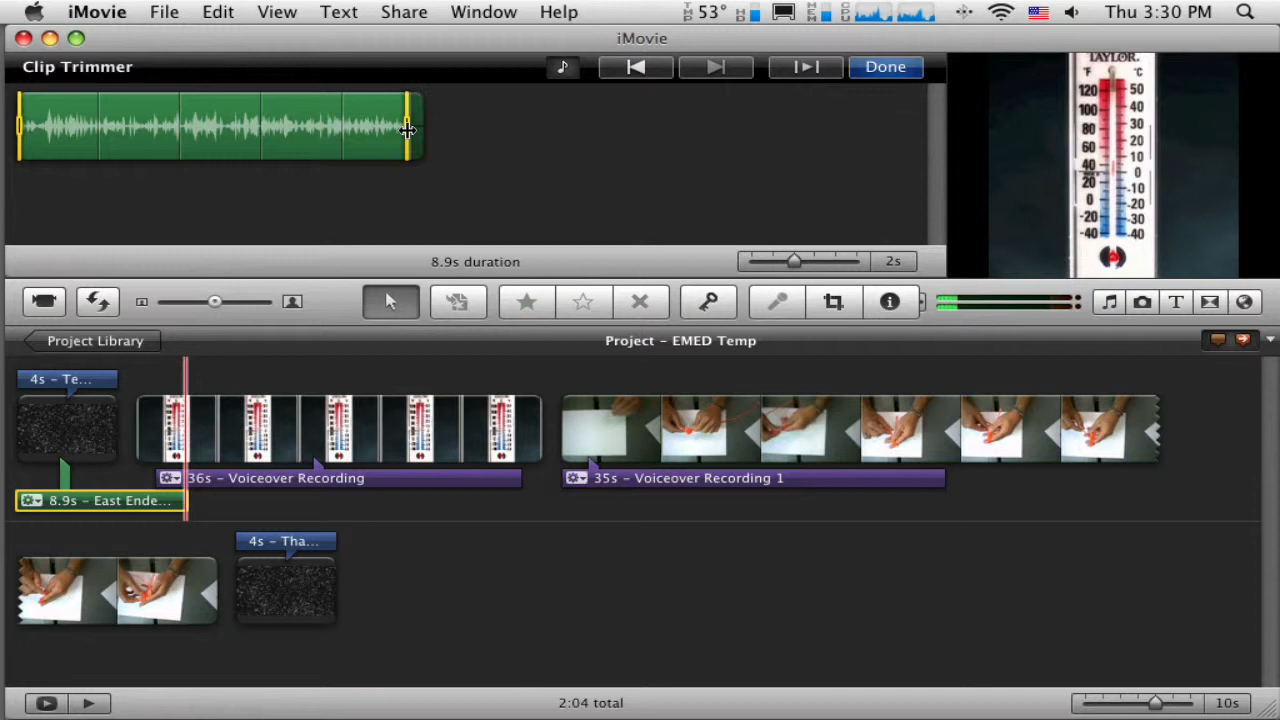 iMovie File Edit View Text Share Window Help 53° Thu 3:30 PM
iMovie
Clip Trimmer
Done
TAYLOR.
°F °C
120 50
100 40
80 30
60 20
40 10
20 0
0 -10
-20 -20
-40 -30
-40
8.9s duration
2s
Project Library
Project – EMED Temp
4s – Te...
36s – Voiceover Recording
35s – Voiceover Recording 1
8.9s – East Ende...
4s – Tha...
2:04 total
10s